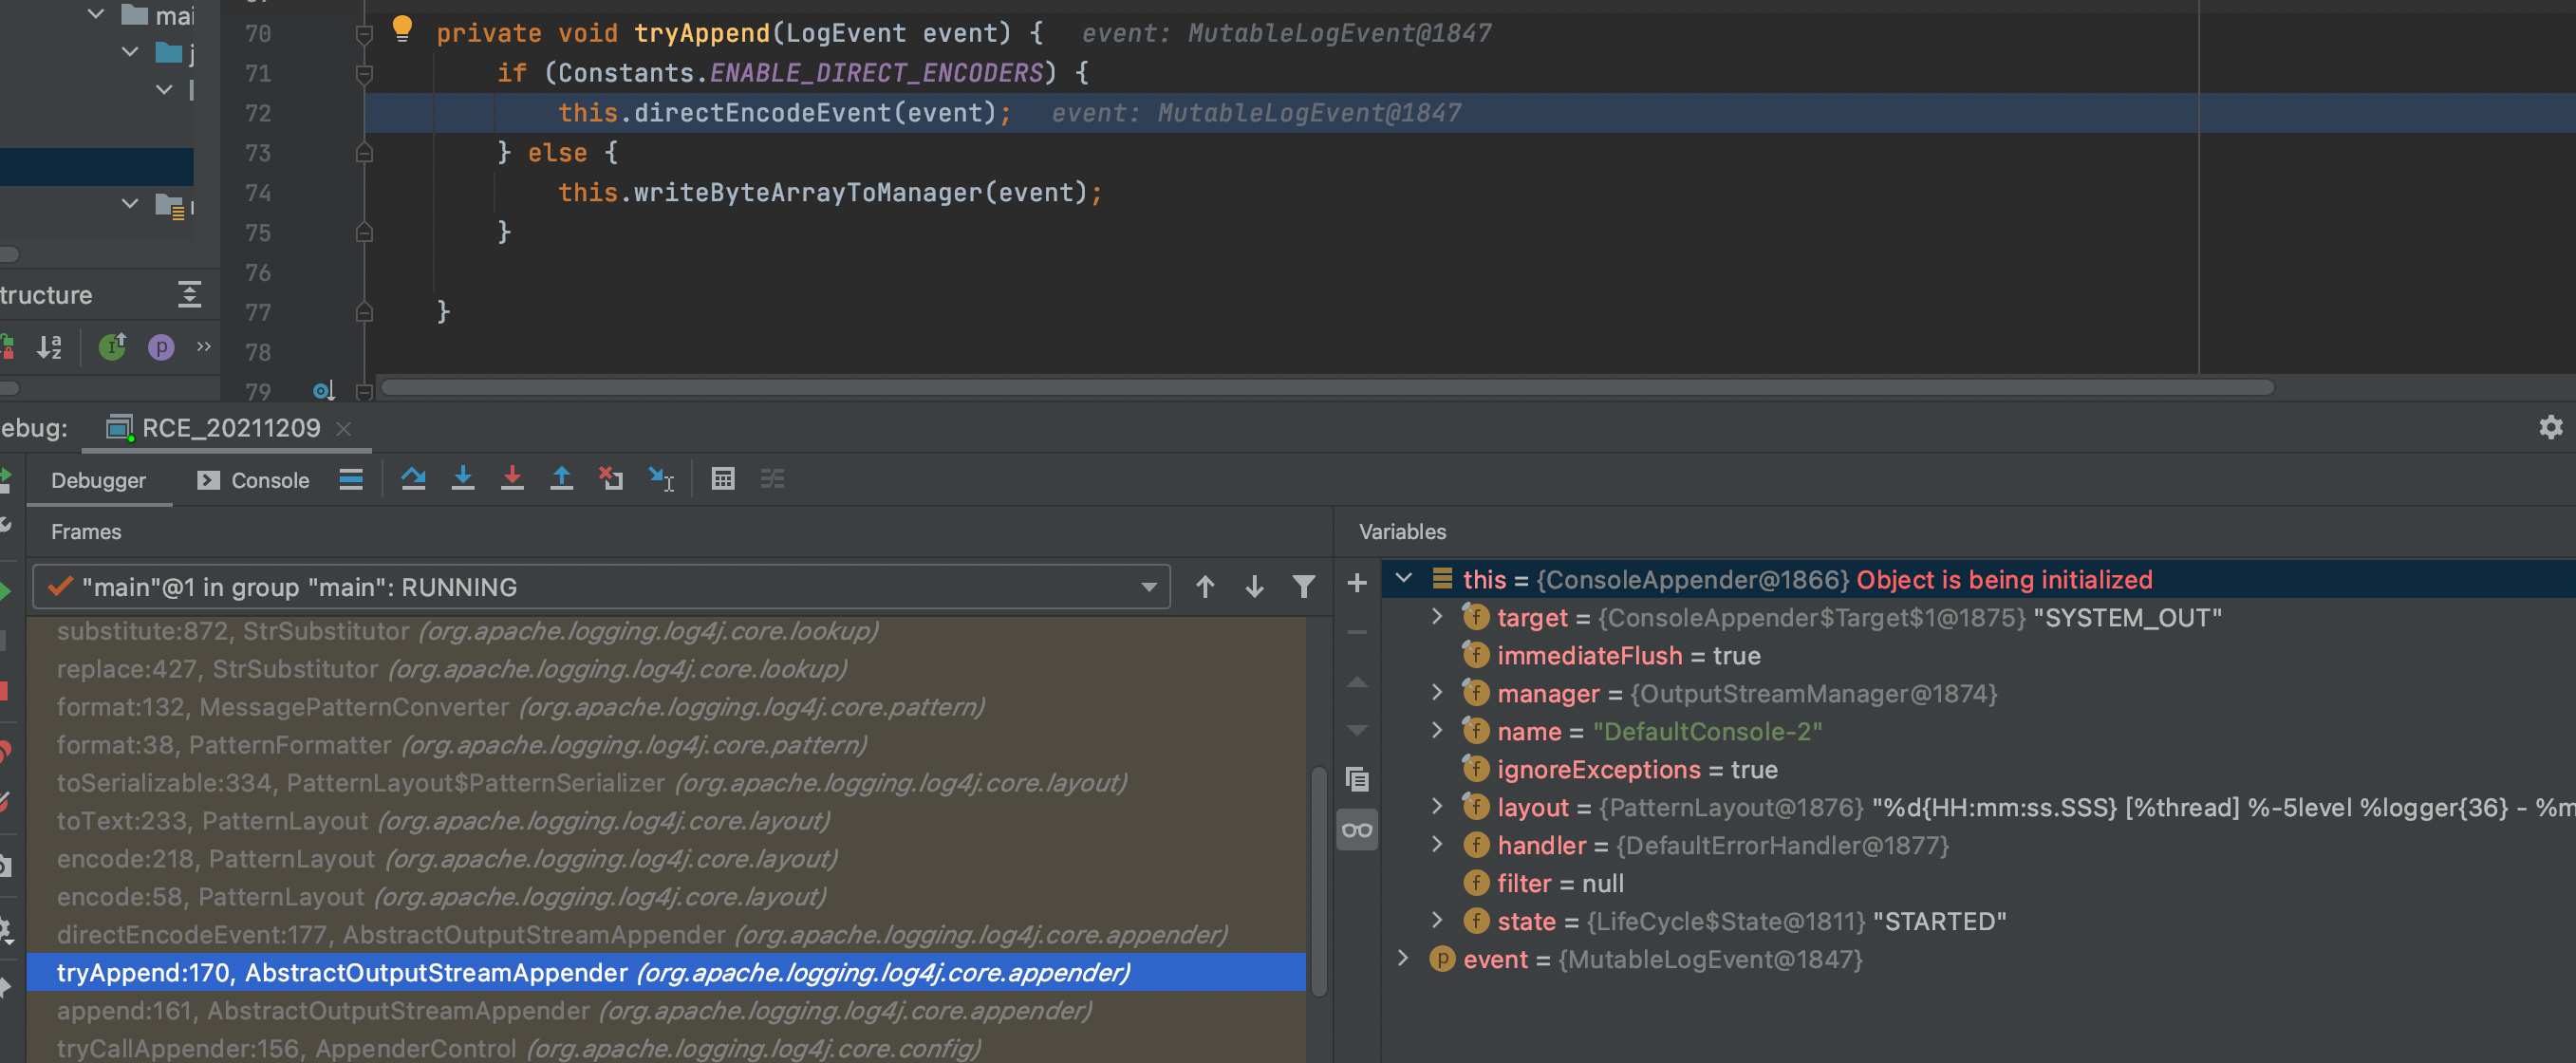 mai
j
tructure
70 private void tryAppend(LogEvent event) { event: MutableLogEvent@1847
71 if (Constants.ENABLE_DIRECT_ENCODERS) {
72 this.directEncodeEvent(event); event: MutableLogEvent@1847
73 } else {
74 this.writeByteArrayToManager(event);
75 }
76
77 }
78
79
ebug: RCE_20211209
Debugger Console
Frames
"main"@1 in group "main": RUNNING
substitute:872, StrSubstitutor (org.apache.logging.log4j.core.lookup)
replace:427, StrSubstitutor (org.apache.logging.log4j.core.lookup)
format:132, MessagePatternConverter (org.apache.logging.log4j.core.pattern)
format:38, PatternFormatter (org.apache.logging.log4j.core.pattern)
toSerializable:334, PatternLayout$PatternSerializer (org.apache.logging.log4j.core.layout)
toText:233, PatternLayout (org.apache.logging.log4j.core.layout)
encode:218, PatternLayout (org.apache.logging.log4j.core.layout)
encode:58, PatternLayout (org.apache.logging.log4j.core.layout)
directEncodeEvent:177, AbstractOutputStreamAppender (org.apache.logging.log4j.core.appender)
tryAppend:170, AbstractOutputStreamAppender (org.apache.logging.log4j.core.appender)
append:161, AbstractOutputStreamAppender (org.apache.logging.log4j.core.appender)
tryCallAppender:156, AppenderControl (org.apache.logging.log4j.core.config)
Variables
this = {ConsoleAppender@1866} Object is being initialized
target = {ConsoleAppender$Target$1@1875} "SYSTEM_OUT"
immediateFlush = true
manager = {OutputStreamManager@1874}
name = "DefaultConsole-2"
ignoreExceptions = true
layout = {PatternLayout@1876} "%d{HH:mm:ss.SSS} [%thread] %-5level %logger{36} - %m
handler = {DefaultErrorHandler@1877}
filter = null
state = {LifeCycle$State@1811} "STARTED"
event = {MutableLogEvent@1847}